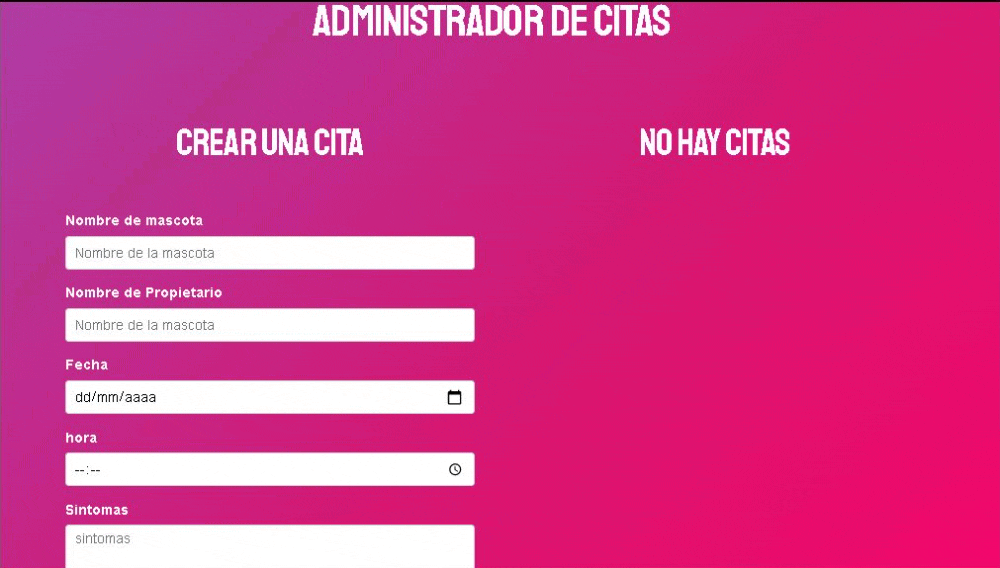 ADMINISTRADOR DE CITAS
CREAR UNA CITA
NO HAY CITAS
Nombre de mascota
Nombre de la mascota
Nombre de Propietario
Nombre de la mascota
Fecha
dd/mm/aaaa
hora
--:--
Sintomas
sintomas